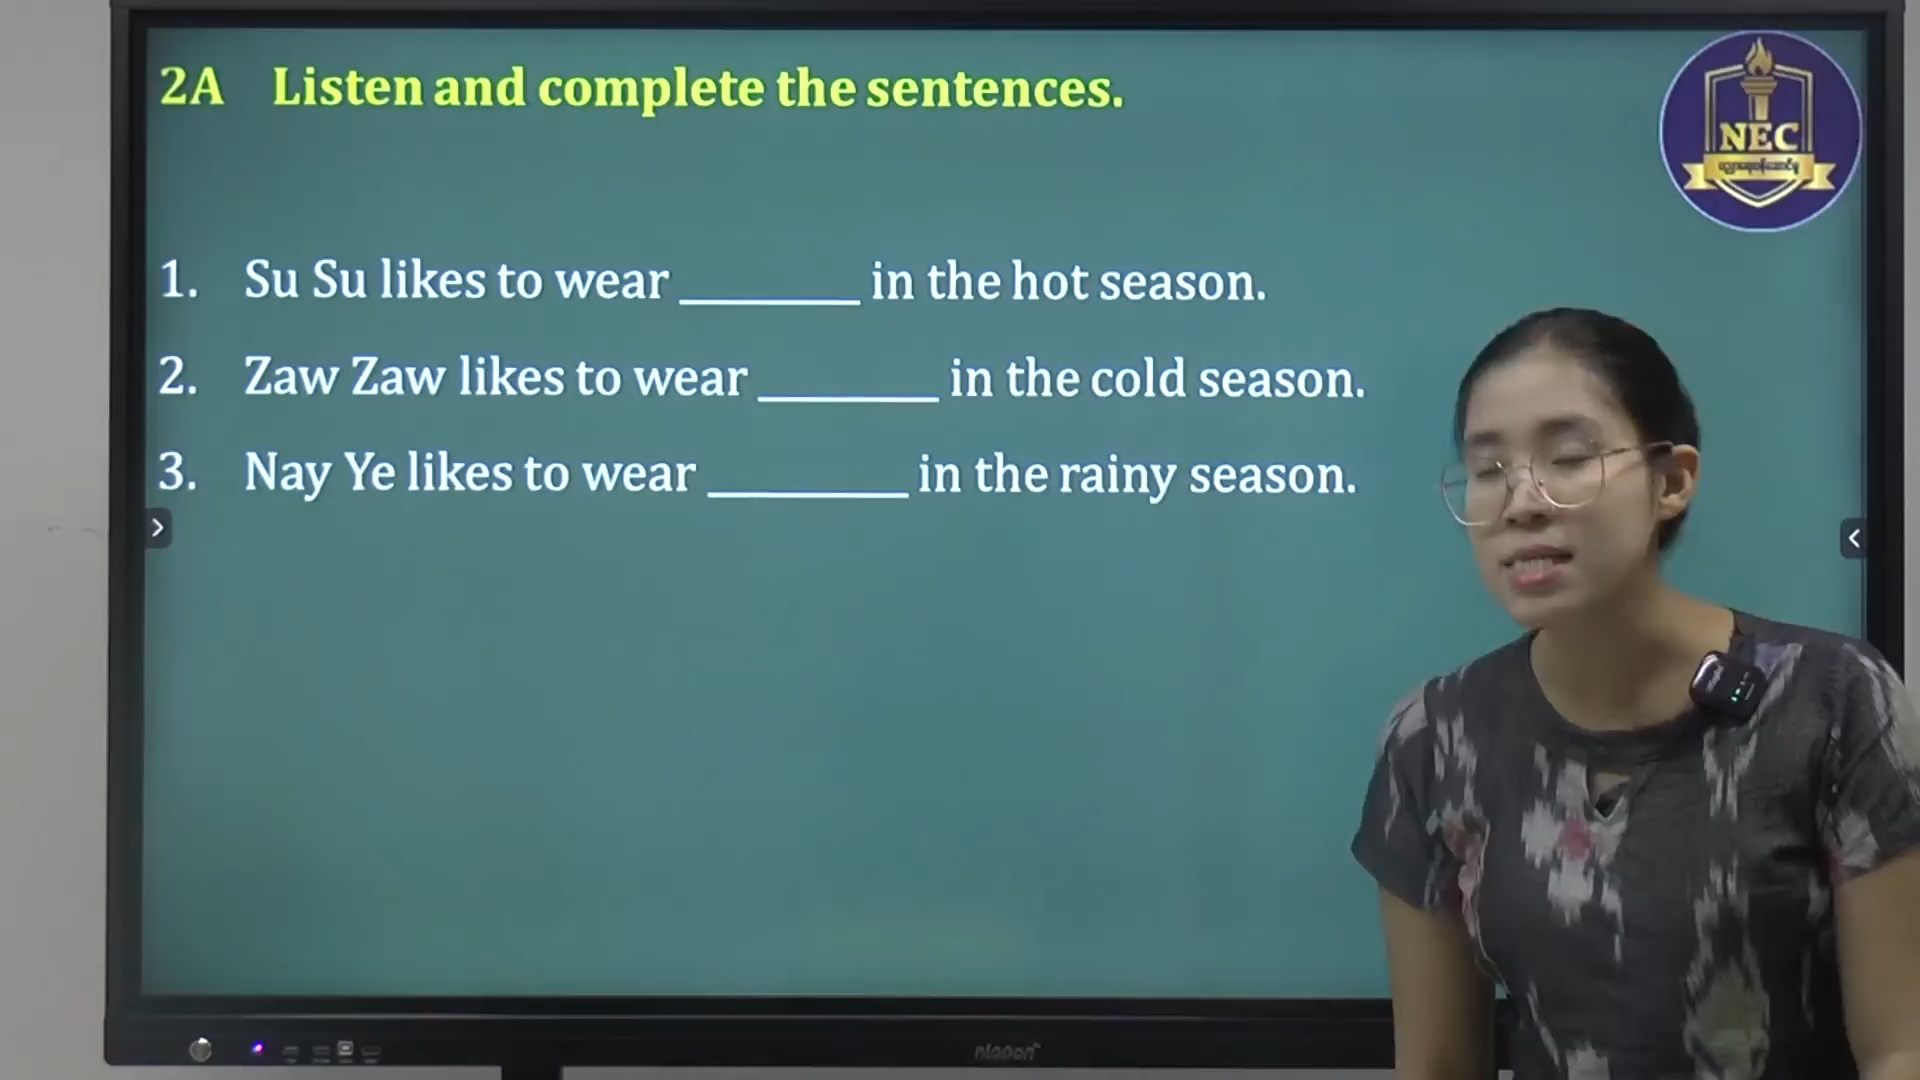 2A Listen and complete the sentences.
NEC
1. Su Su likes to wear ________ in the hot season.
2. Zaw Zaw likes to wear ________ in the cold season.
3. Nay Ye likes to wear _________ in the rainy season.